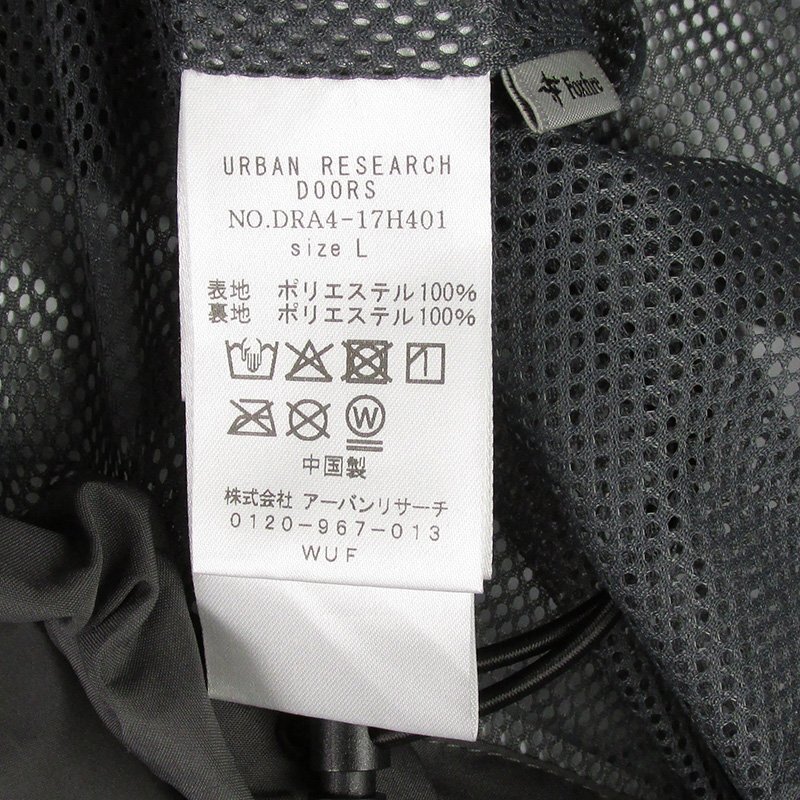 Foxfire
URBAN RESEARCH
DOORS
NO.DRA4-17H401
size L
表地 ポリエステル100%
裏地 ポリエステル100%
W
中国製
株式会社 アーバンリサーチ
0120-967-013
WUF